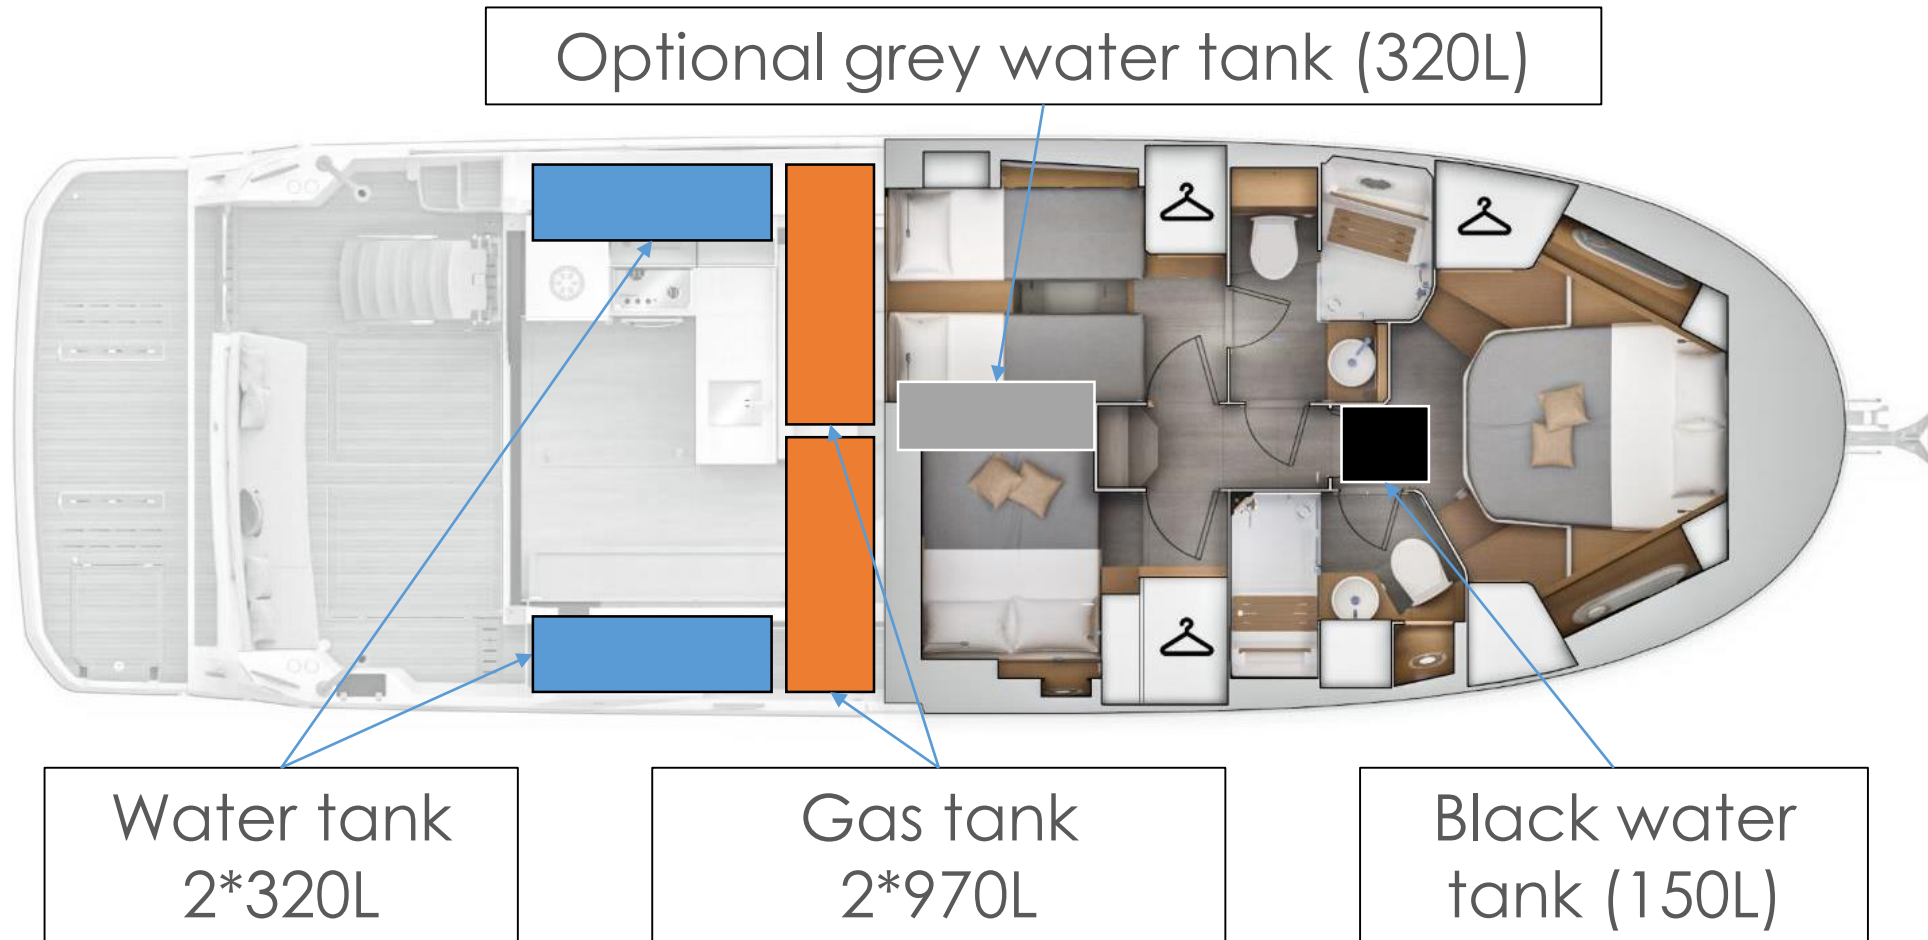 Optional grey water tank (320L)
Water tank
2*320L
Gas tank
2*970L
Black water
tank (150L)